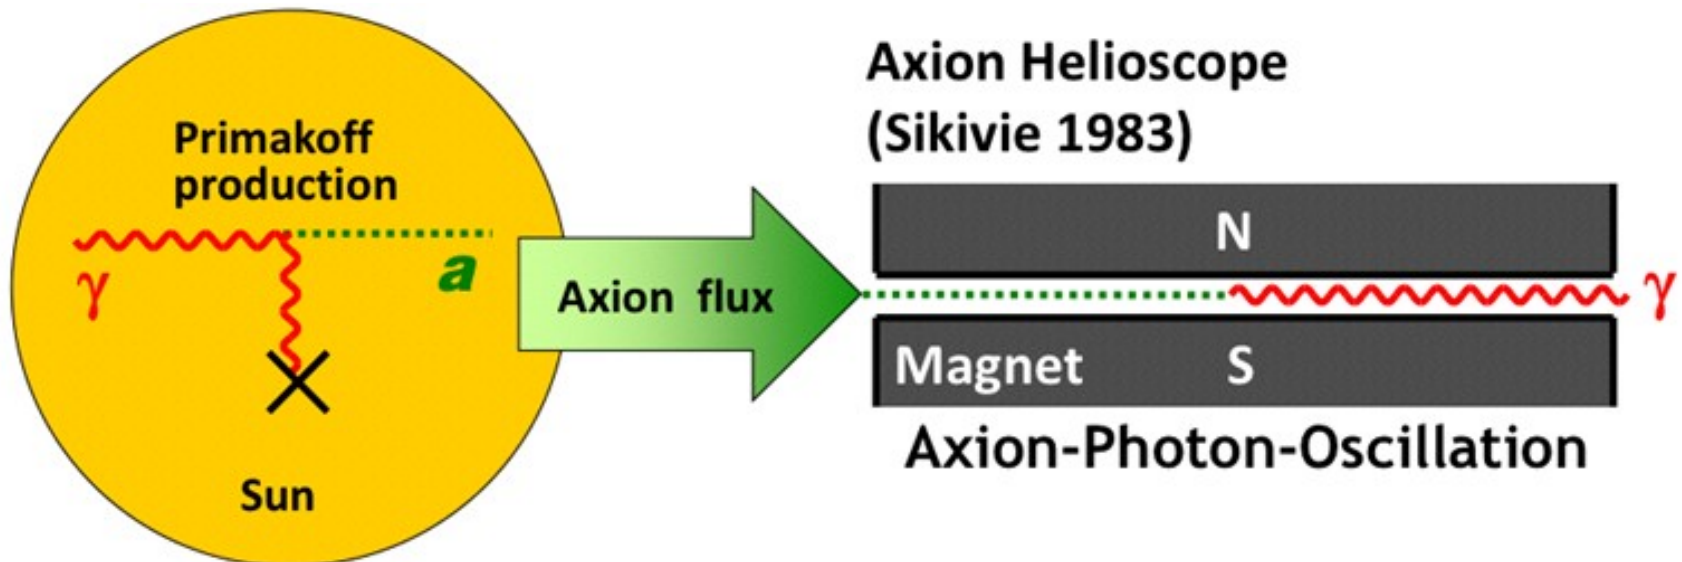 Primakoff
production
γ
a
Sun
Axion flux
Axion Helioscope
(Sikivie 1983)
N
γ
Magnet S
Axion-Photon-Oscillation